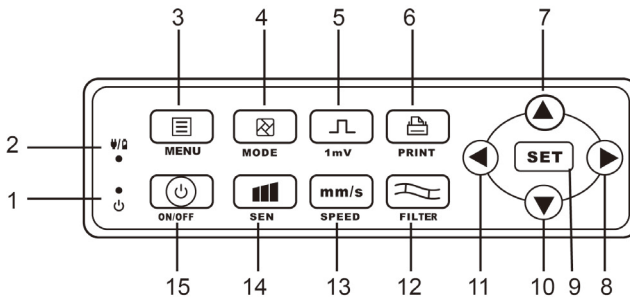 3 4 5 6 7
2
MENU MODE 1mV PRINT
SET
1
mm/s
ON/OFF SEN SPEED FILTER
15 14 13 12 11 10 9 8